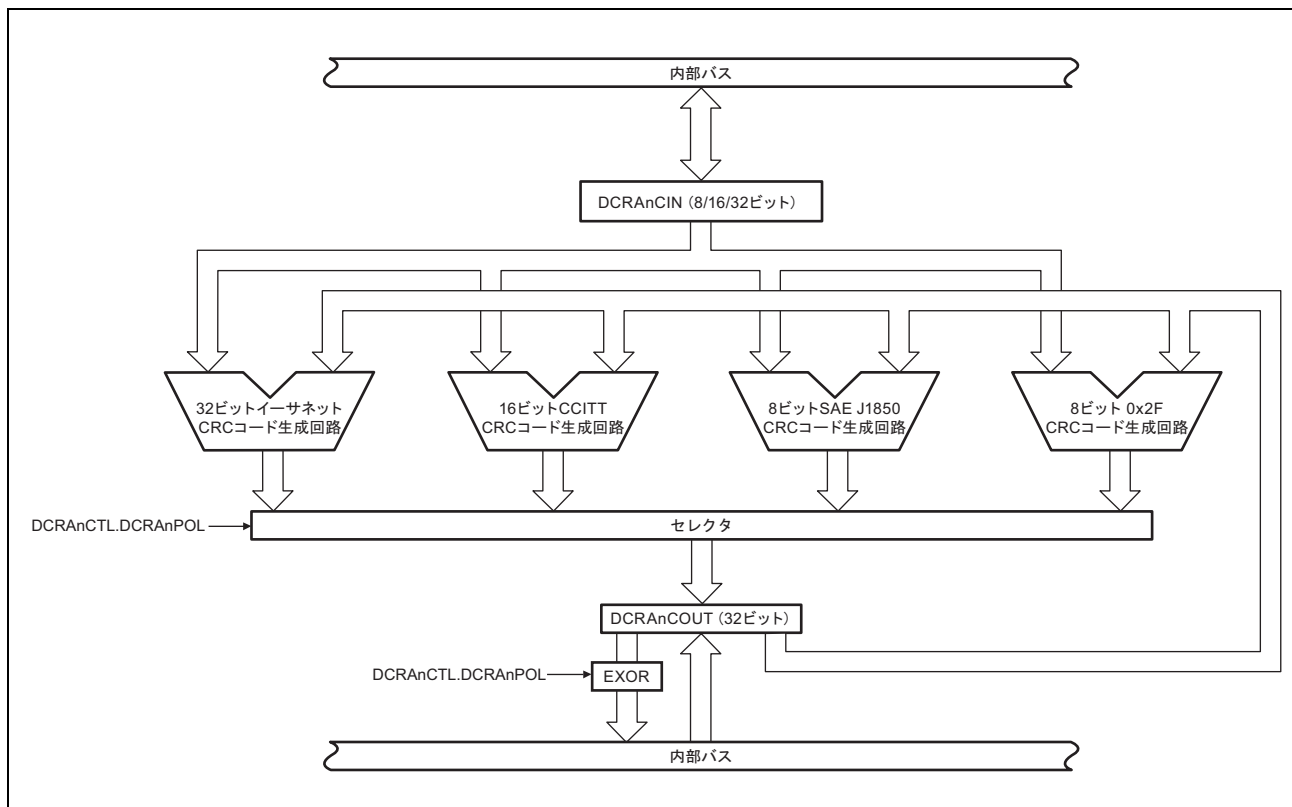 内部バス
DCRAnCIN (8/16/32ビット)
32ビットイーサネット
CRCコード生成回路
16ビットCCITT
CRCコード生成回路
8ビットSAE J1850
CRCコード生成回路
8ビット 0x2F
CRCコード生成回路
DCRAnCTL.DCRAnPOL
セレクタ
DCRAnCOUT (32ビット)
DCRAnCTL.DCRAnPOL
EXOR
内部バス